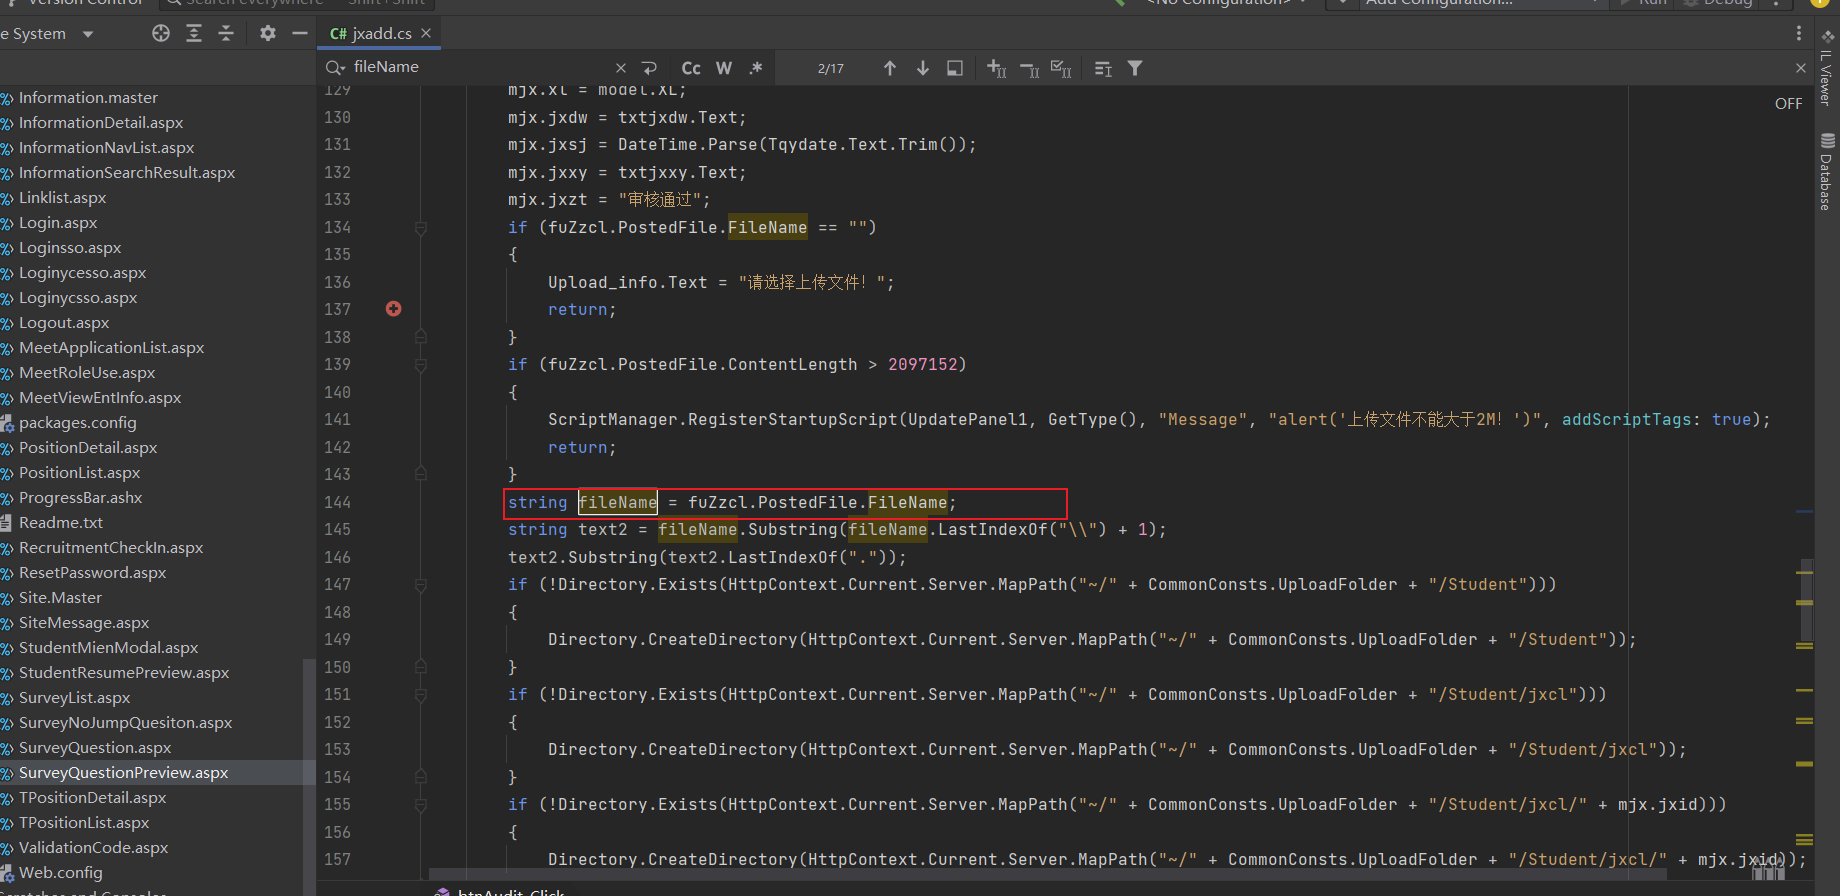 Version Control
Search everywhere Shift+Shift
<No Configuration>
Add Configuration...
Run
Debug
e System
C# jxadd.cs
fileName
Cc W .*
2/17
OFF
IL Viewer
Database
Information.master
InformationDetail.aspx
InformationNavList.aspx
InformationSearchResult.aspx
Linklist.aspx
Login.aspx
Loginsso.aspx
Loginycesso.aspx
Loginycsso.aspx
Logout.aspx
MeetApplicationList.aspx
MeetRoleUse.aspx
MeetViewEntInfo.aspx
packages.config
PositionDetail.aspx
PositionList.aspx
ProgressBar.ashx
Readme.txt
RecruitmentCheckIn.aspx
ResetPassword.aspx
Site.Master
SiteMessage.aspx
StudentMienModal.aspx
StudentResumePreview.aspx
SurveyList.aspx
SurveyNoJumpQuesiton.aspx
SurveyQuestion.aspx
SurveyQuestionPreview.aspx
TPositionDetail.aspx
TPositionList.aspx
ValidationCode.aspx
Web.config
Scratches and Consoles
129 mjx.xl = model.XL;
130 mjx.jxdw = txtjxdw.Text;
131 mjx.jxsj = DateTime.Parse(Tqydate.Text.Trim());
132 mjx.jxxy = txtjxxy.Text;
133 mjx.jxzt = "审核通过";
134 if (fuZzcl.PostedFile.FileName == "")
135 {
136 Upload_info.Text = "请选择上传文件！";
137 return;
138 }
139 if (fuZzcl.PostedFile.ContentLength > 2097152)
140 {
141 ScriptManager.RegisterStartupScript(UpdatePanel1, GetType(), "Message", "alert('上传文件不能大于2M！')", addScriptTags: true);
142 return;
143 }
144 string fileName = fuZzcl.PostedFile.FileName;
145 string text2 = fileName.Substring(fileName.LastIndexOf("\\") + 1);
146 text2.Substring(text2.LastIndexOf("."));
147 if (!Directory.Exists(HttpContext.Current.Server.MapPath("~/" + CommonConsts.UploadFolder + "/Student")))
148 {
149 Directory.CreateDirectory(HttpContext.Current.Server.MapPath("~/" + CommonConsts.UploadFolder + "/Student"));
150 }
151 if (!Directory.Exists(HttpContext.Current.Server.MapPath("~/" + CommonConsts.UploadFolder + "/Student/jxcl")))
152 {
153 Directory.CreateDirectory(HttpContext.Current.Server.MapPath("~/" + CommonConsts.UploadFolder + "/Student/jxcl"));
154 }
155 if (!Directory.Exists(HttpContext.Current.Server.MapPath("~/" + CommonConsts.UploadFolder + "/Student/jxcl/" + mjx.jxid)))
156 {
157 Directory.CreateDirectory(HttpContext.Current.Server.MapPath("~/" + CommonConsts.UploadFolder + "/Student/jxcl/" + mjx.jxid));
btnAudit_Click